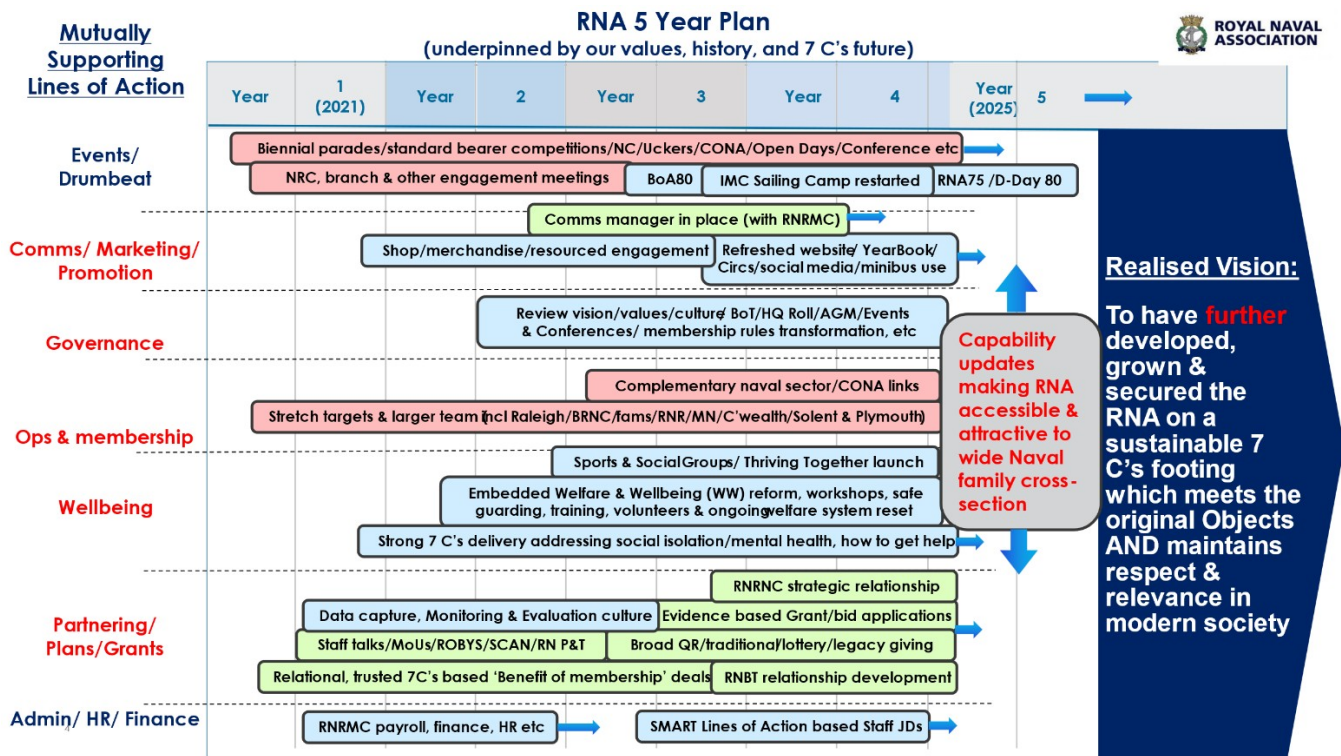 RNA 5 Year Plan
(underpinned by our values, history, and 7 C's future)
ROYAL NAVAL
ASSOCIATION
Mutually
Supporting
Lines of Action
Year 1
(2021)
Year 2
Year 3
Year 4
Year 5
(2025)
Events/
Drumbeat
Biennial parades/standard bearer competitions/NC/Uckers/CONA/Open Days/Conference etc
NRC, branch & other engagement meetings
BoA80
IMC Sailing Camp restarted
RNA75 /D-Day 80
Comms/ Marketing/
Promotion
Comms manager in place (with RNRMC)
Shop/merchandise/resourced engagement
Refreshed website/ YearBook/
Circs/social media/minibus use
Governance
Review vision/values/culture/ BoT/HQ Roll/AGM/Events
& Conferences/ membership rules transformation, etc
Ops & membership
Complementary naval sector/CONA links
Stretch targets & larger team (incl Raleigh/BRNC/fams/RNR/MN/C'wealth/Solent & Plymouth)
Wellbeing
Sports & Social Groups/ Thriving Together launch
Embedded Welfare & Wellbeing (WW) reform, workshops, safe
guarding, training, volunteers & ongoing welfare system reset
Strong 7 C's delivery addressing social isolation/mental health, how to get help
Partnering/
Plans/Grants
RNRNC strategic relationship
Data capture, Monitoring & Evaluation culture
Evidence based Grant/bid applications
Staff talks/MoUs/ROBYS/SCAN/RN P&T
Broad QR/traditional/lottery/legacy giving
Relational, trusted 7C's based 'Benefit of membership' deals
RNBT relationship development
Admin/ HR/ Finance
4
RNRMC payroll, finance, HR etc
SMART Lines of Action based Staff JDs
Capability
updates
making RNA
accessible &
attractive to
wide Naval
family cross-
section
Realised Vision:
To have further
developed,
grown &
secured the
RNA on a
sustainable 7
C's footing
which meets the
original Objects
AND maintains
respect &
relevance in
modern society